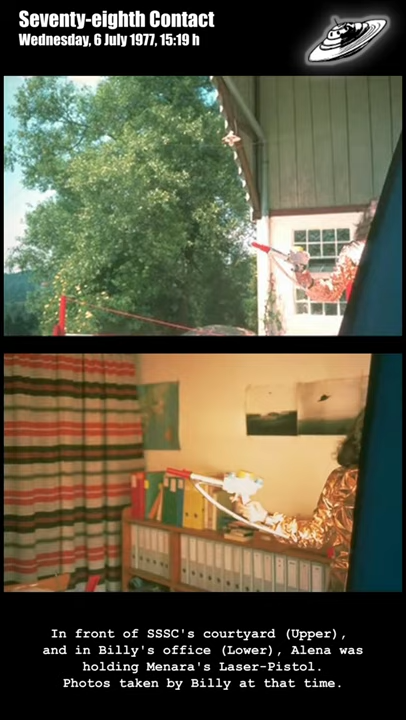 Seventy-eighth Contact
Wednesday, 6 July 1977, 15:19 h
In front of SSSC's courtyard (Upper),
and in Billy's office (Lower), Alena was
holding Menara's Laser-Pistol.
Photos taken by Billy at that time.